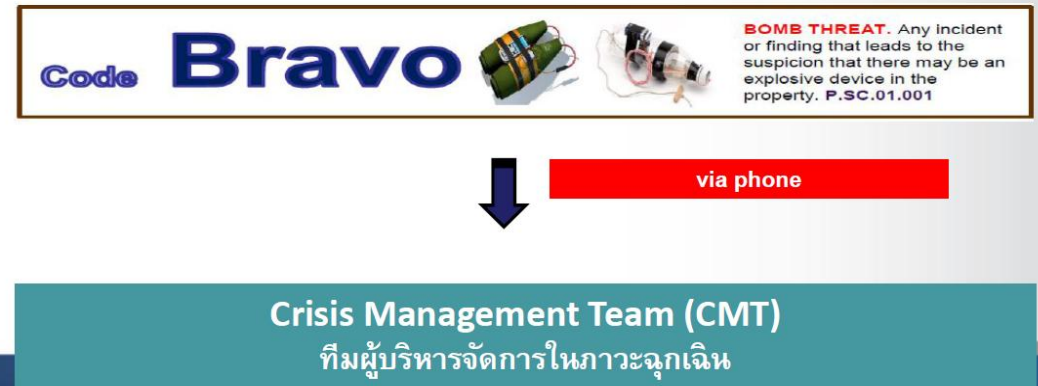 Code Bravo
BOMB THREAT. Any incident
or finding that leads to the
suspicion that there may be an
explosive device in the
property. P.SC.01.001
via phone
Crisis Management Team (CMT)
ทีมผู้บริหารจัดการในภาวะฉุกเฉิน